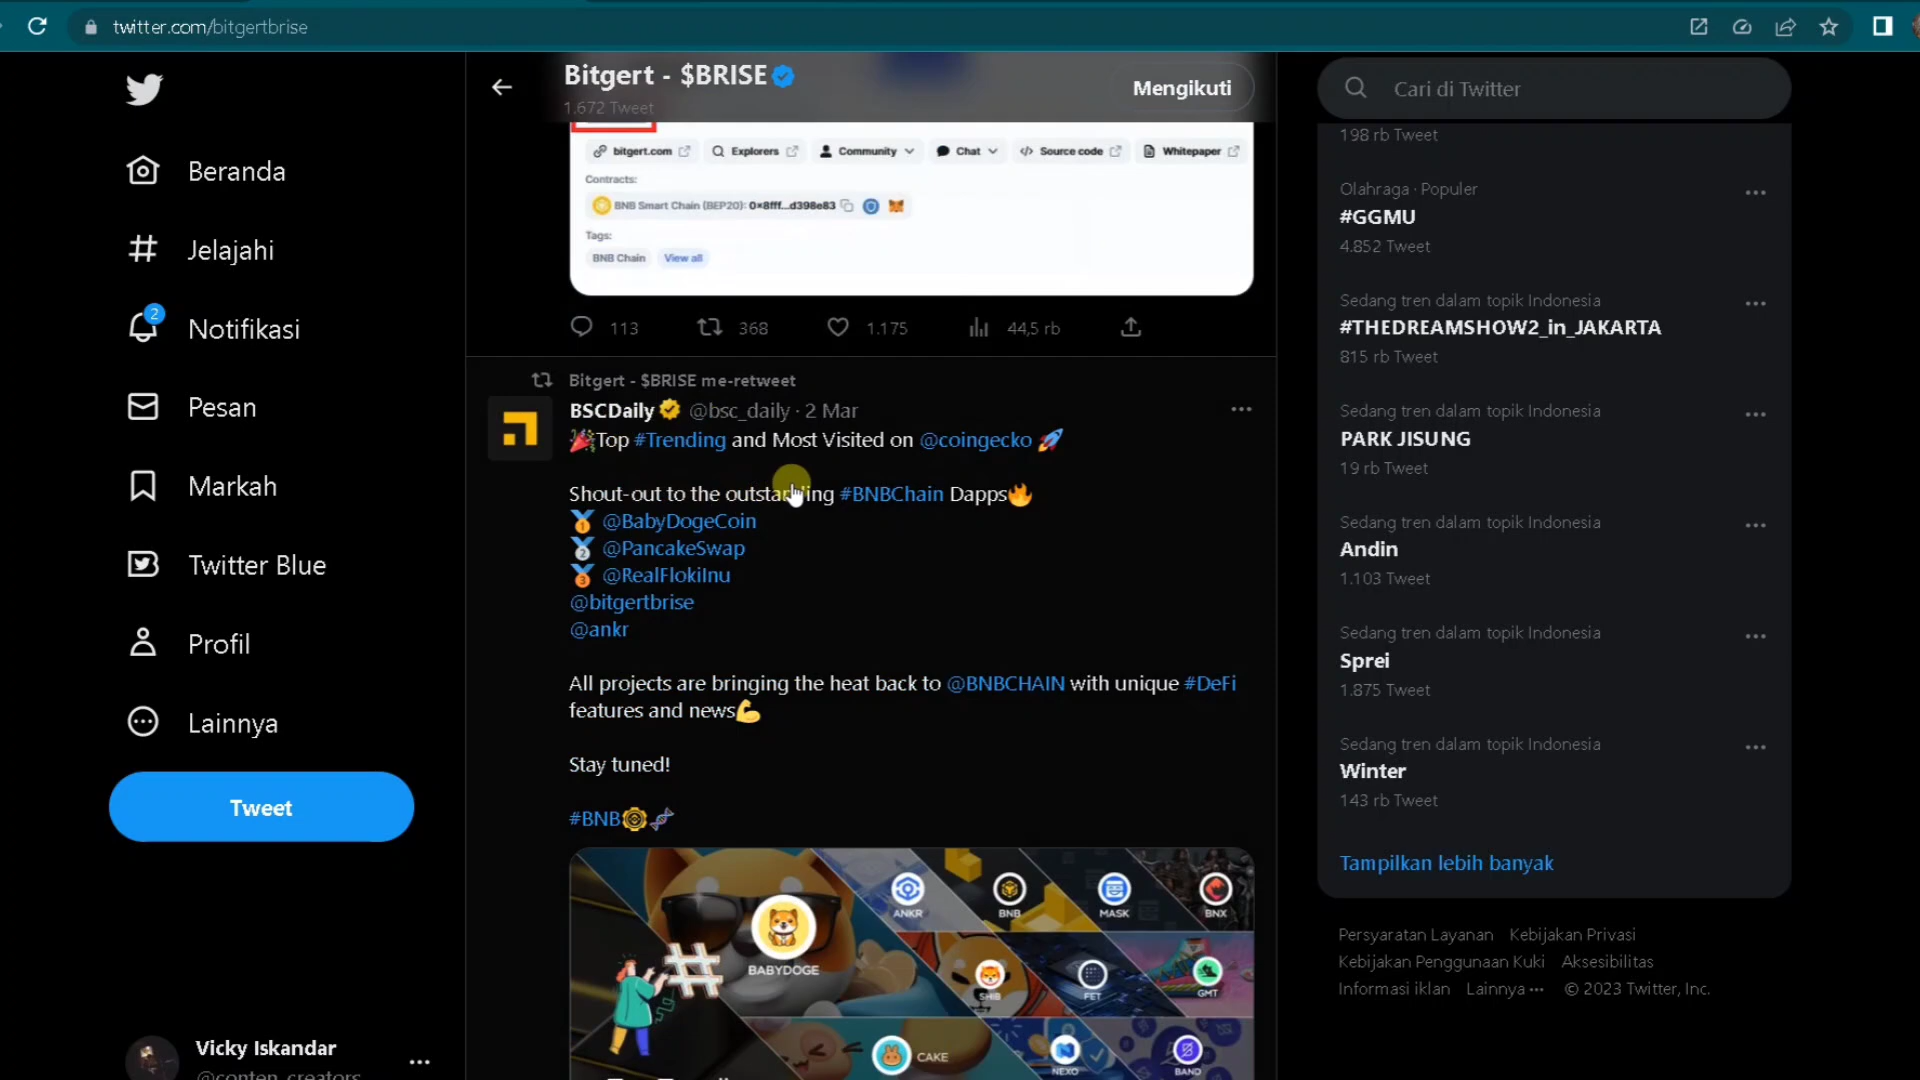 twitter.com/bitgertbrise
Beranda
Jelajahi
2
Notifikasi
Pesan
Markah
Twitter Blue
Profil
Lainnya
Tweet
Vicky Iskandar
@conten_creators
Bitgert - $BRISE
1.672 Tweet
Mengikuti
bitgert.com
Explorers
Community
Chat
Source code
Whitepaper
Contracts:
BNB Smart Chain (BEP20): 0x8fff...d398e83
Tags:
BNB Chain
View all
113
368
1.175
44,5 rb
Bitgert - $BRISE me-retweet
BSCDaily @bsc_daily · 2 Mar
🎉Top #Trending and Most Visited on @coingecko 🚀
Shout-out to the outstanding #BNBChain Dapps🔥
🥇 @BabyDogeCoin
🥈 @PancakeSwap
🥉 @RealFlokiInu
@bitgertbrise
@ankr
All projects are bringing the heat back to @BNBCHAIN with unique #DeFi
features and news💪
Stay tuned!
#BNB
BABYDOGE
ANKR
BNB
MASK
BNX
SHIB
FET
GMT
CAKE
NEXO
BAND
Cari di Twitter
198 rb Tweet
Olahraga · Populer
#GGMU
4.852 Tweet
Sedang tren dalam topik Indonesia
#THEDREAMSHOW2_in_JAKARTA
815 rb Tweet
Sedang tren dalam topik Indonesia
PARK JISUNG
19 rb Tweet
Sedang tren dalam topik Indonesia
Andin
1.103 Tweet
Sedang tren dalam topik Indonesia
Sprei
1.875 Tweet
Sedang tren dalam topik Indonesia
Winter
143 rb Tweet
Tampilkan lebih banyak
Persyaratan Layanan Kebijakan Privasi
Kebijakan Penggunaan Kuki Aksesibilitas
Informasi iklan Lainnya ··· © 2023 Twitter, Inc.